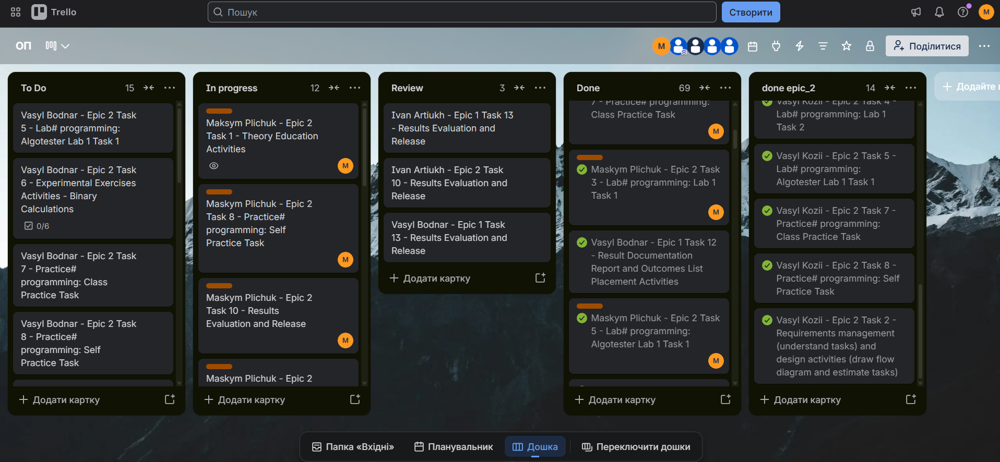 Trello
Пошук
Створити
M
ОП
M
Поділитися
To Do
15
Vasyl Bodnar - Epic 2 Task
5 - Lab# programming:
Algotester Lab 1 Task 1
Vasyl Bodnar - Epic 2 Task
6 - Experimental Exercises
Activities - Binary
Calculations
0/6
Vasyl Bodnar - Epic 2 Task
7 - Practice#
programming: Class
Practice Task
Vasyl Bodnar - Epic 2 Task
8 - Practice#
programming: Self
Practice Task
Додати картку
In progress
12
Maksym Plichuk - Epic 2
Task 1 - Theory Education
Activities
M
Maskym Plichuk - Epic 2
Task 8 - Practice#
programming: Self
Practice Task
M
Maskym Plichuk - Epic 2
Task 10 - Results
Evaluation and Release
M
Maskym Plichuk - Epic 2
Додати картку
Review
3
Ivan Artiukh - Epic 1 Task 13
- Results Evaluation and
Release
Ivan Artiukh - Epic 2 Task
10 - Results Evaluation and
Release
Vasyl Bodnar - Epic 1 Task
13 - Results Evaluation and
Release
Додати картку
Done
69
7 - Practice# programming:
Class Practice Task
M
Maskym Plichuk - Epic 2 Task
3 - Lab# programming: Lab 1
Task 1
M
Vasyl Bodnar - Epic 1 Task 12
- Result Documentation
Report and Outcomes List
Placement Activities
Maskym Plichuk - Epic 2 Task
5 - Lab# programming:
Algotester Lab 1 Task 1
M
Додати картку
done epic_2
14
Vasyl Kozii - Epic 2 Task 4 -
Lab# programming: Lab 1
Task 2
Vasyl Kozii - Epic 2 Task 5 -
Lab# programming:
Algotester Lab 1 Task 1
Vasyl Kozii - Epic 2 Task 7 -
Practice# programming:
Class Practice Task
Vasyl Kozii - Epic 2 Task 8 -
Practice# programming: Self
Practice Task
Vasyl Kozii - Epic 2 Task 2 -
Requirements management
(understand tasks) and
design activities (draw flow
diagram and estimate tasks)
Додати картку
Додайте
Папка «Вхідні»
Планувальник
Дошка
Переключити дошки